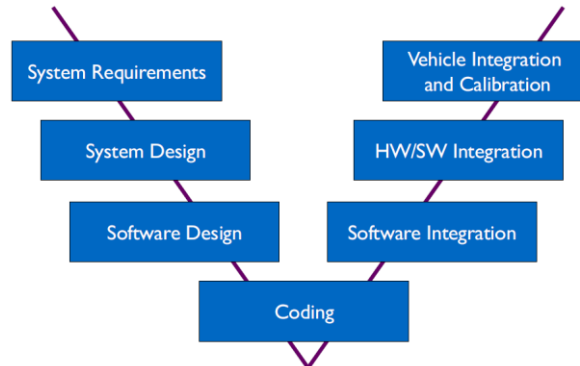 System Requirements
Vehicle Integration
and Calibration
System Design
HW/SW Integration
Software Design
Software Integration
Coding